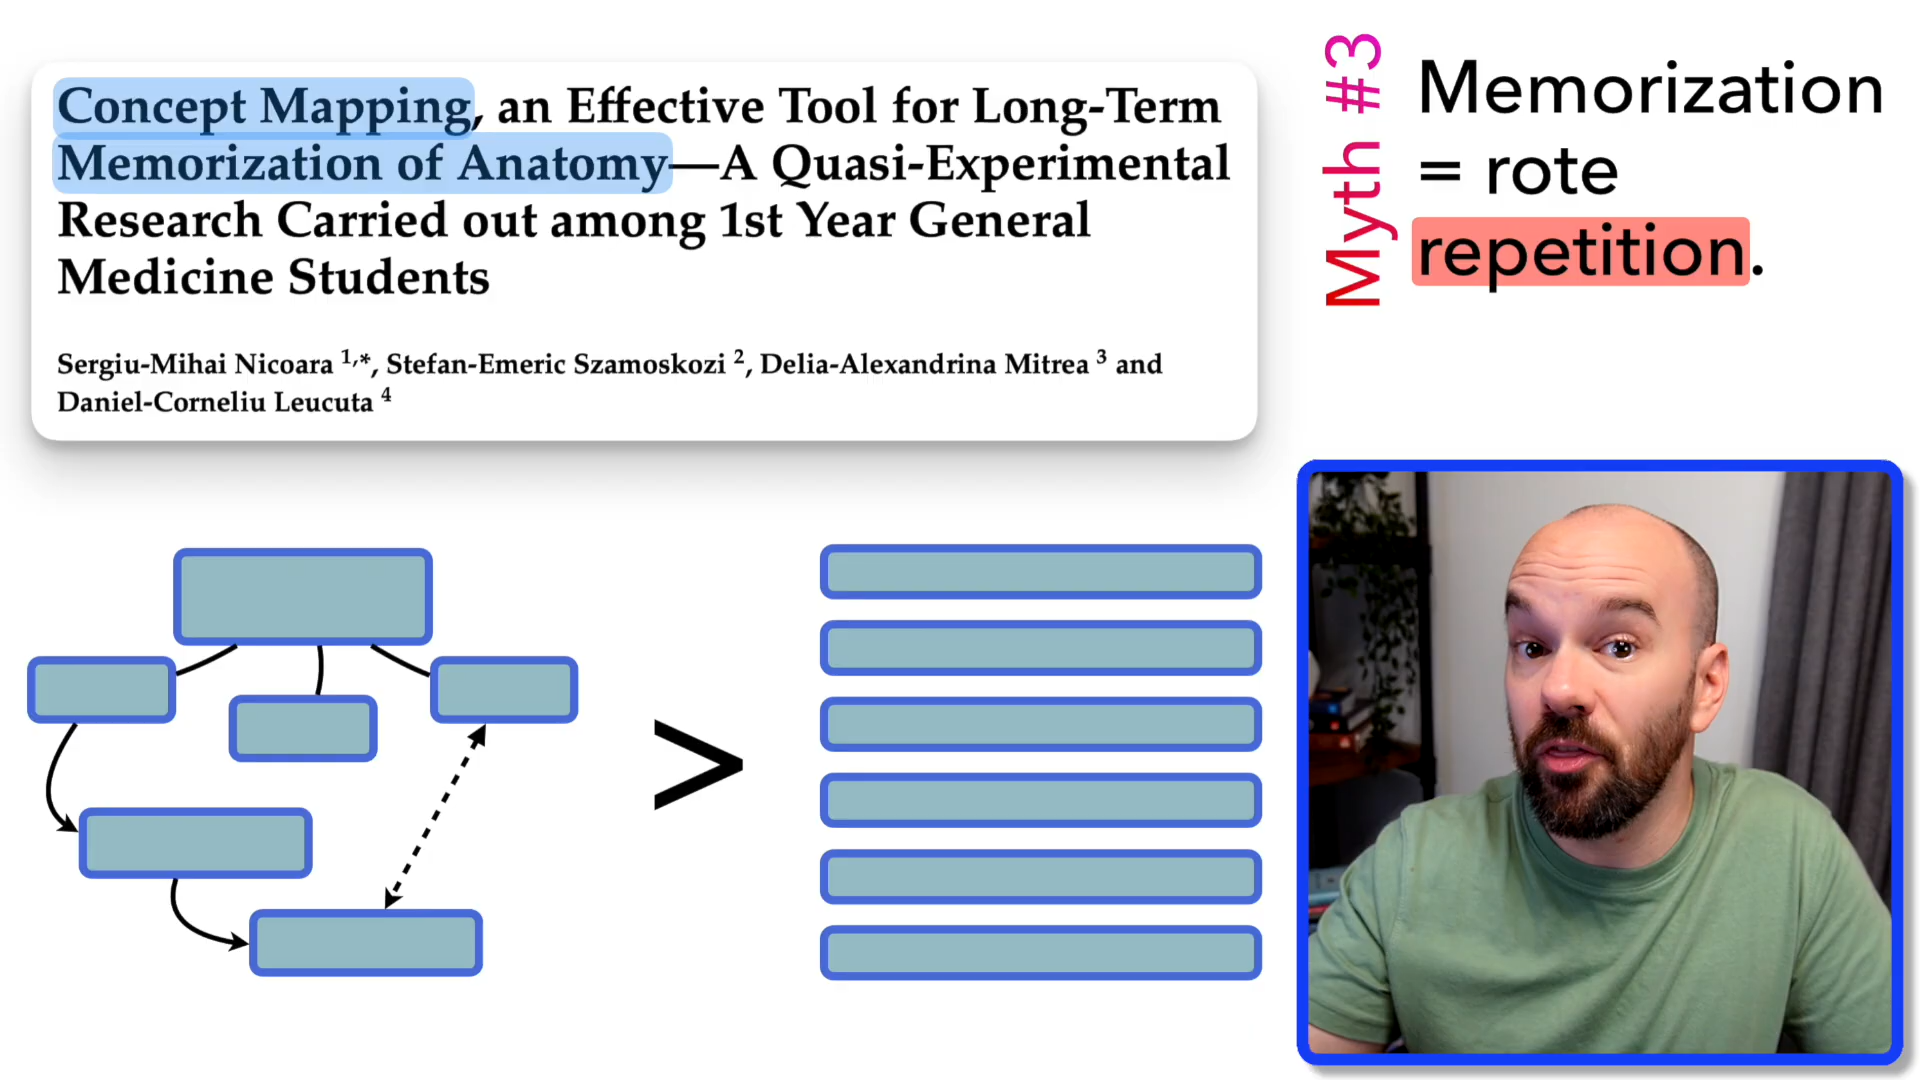 Concept Mapping, an Effective Tool for Long-Term
Memorization of Anatomy—A Quasi-Experimental
Research Carried out among 1st Year General
Medicine Students
Sergiu-Mihai Nicoara 1,*, Stefan-Emeric Szamoskozi 2, Delia-Alexandrina Mitrea 3 and
Daniel-Corneliu Leucuta 4
Myth #3
Memorization
= rote
repetition.
>